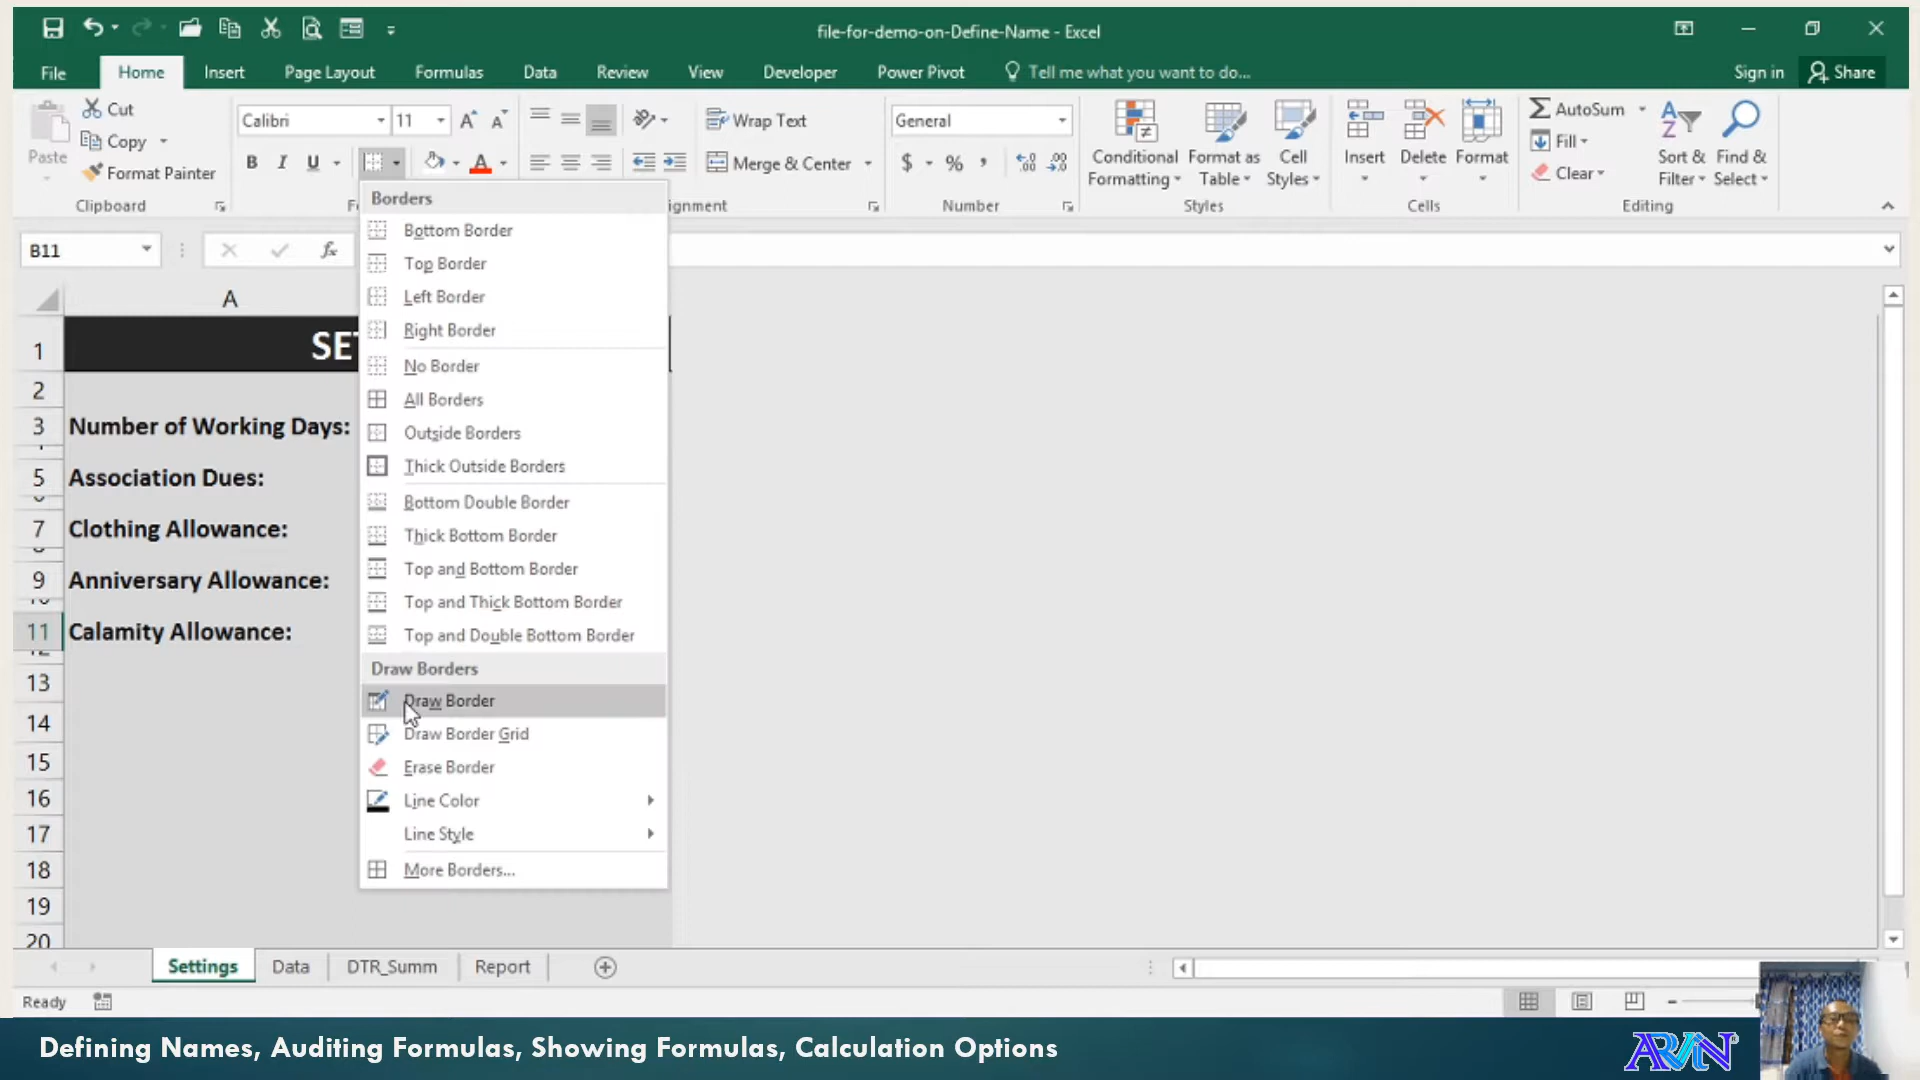 file-for-demo-on-Define-Name - Excel
File Home Insert Page Layout Formulas Data Review View Developer Power Pivot Tell me what you want to do... Sign in Share
Paste
Cut
Copy
Format Painter
Clipboard
Calibri 11
B I U
Wrap Text
Merge & Center
ignment
General
$ % ,
Number
Conditional Formatting
Format as Table
Cell Styles
Styles
Insert Delete Format
Cells
AutoSum
Fill
Clear
Sort & Filter
Find & Select
Editing
B11
fx
Borders
Bottom Border
Top Border
Left Border
Right Border
No Border
All Borders
Outside Borders
Thick Outside Borders
Bottom Double Border
Thick Bottom Border
Top and Bottom Border
Top and Thick Bottom Border
Top and Double Bottom Border
Draw Borders
Draw Border
Draw Border Grid
Erase Border
Line Color
Line Style
More Borders...
A
1 SET
2
3 Number of Working Days:
5 Association Dues:
7 Clothing Allowance:
9 Anniversary Allowance:
11 Calamity Allowance:
13
14
15
16
17
18
19
20
Settings Data DTR_Summ Report
Ready
Defining Names, Auditing Formulas, Showing Formulas, Calculation Options
ARVIN